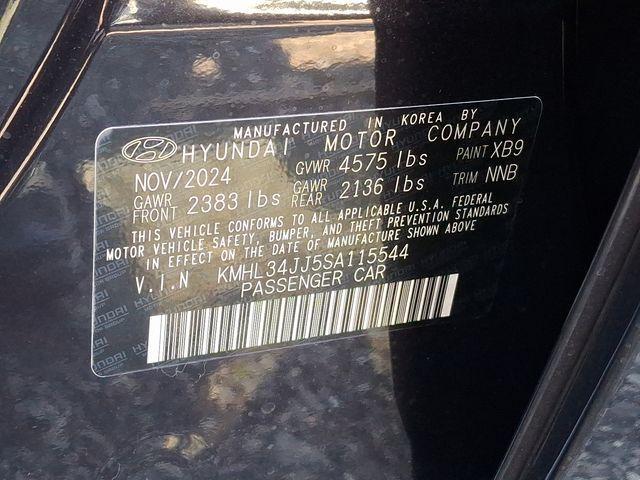 MANUFACTURED IN KOREA BY
HYUNDAI MOTOR COMPANY
NOV/2024 GVWR 4575 lbs PAINT XB9
GAWR FRONT 2383 lbs GAWR REAR 2136 lbs TRIM NNB
THIS VEHICLE CONFORMS TO ALL APPLICABLE U.S.A. FEDERAL
MOTOR VEHICLE SAFETY, BUMPER, AND THEFT PREVENTION STANDARDS
IN EFFECT ON THE DATE OF MANUFACTURE SHOWN ABOVE
V.I.N KMHL34JJ5SA115544
PASSENGER CAR